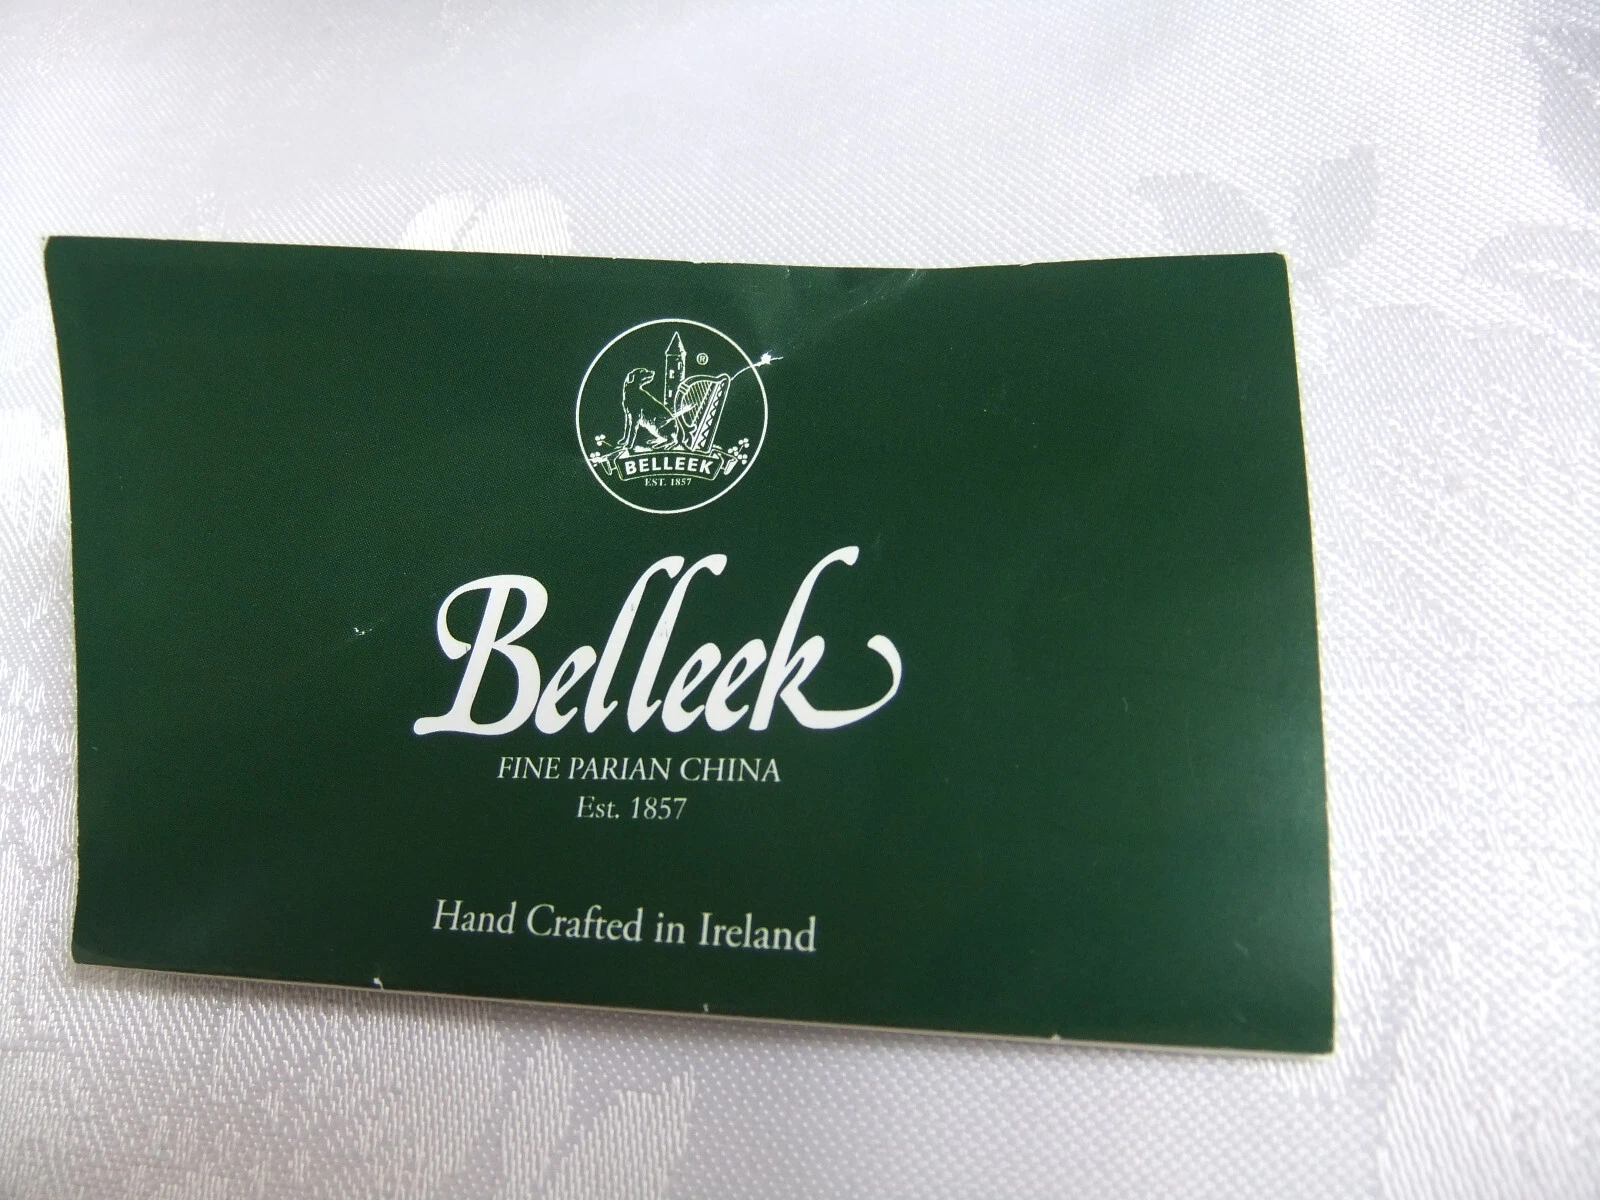 ®
BELLEEK
EST. 1857
Belleek
FINE PARIAN CHINA
Est. 1857
Hand Crafted in Ireland